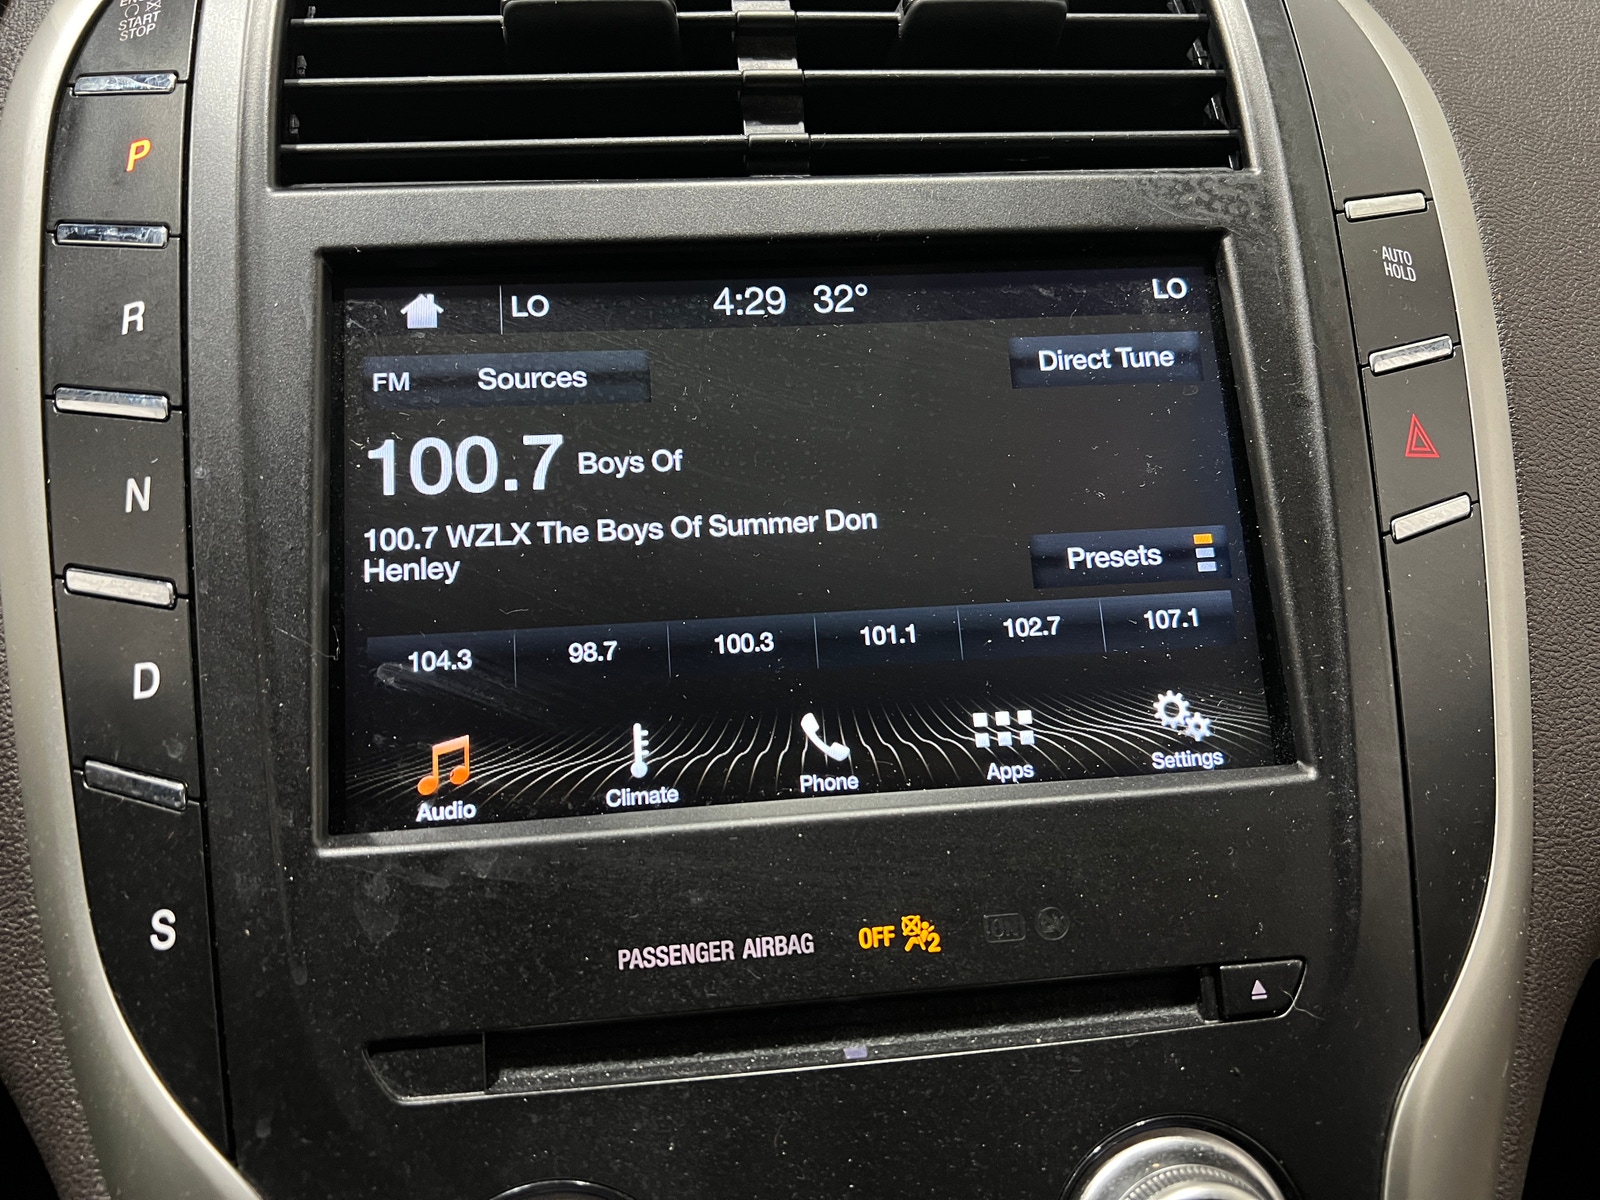 START
STOP
P
R
N
D
S
LO 4:29 32° LO
FM Sources
Direct Tune
100.7 Boys Of
100.7 WZLX The Boys Of Summer Don
Henley
Presets
104.3 98.7 100.3 101.1 102.7 107.1
Audio Climate Phone Apps Settings
PASSENGER AIRBAG OFF 2 ON
AUTO
HOLD